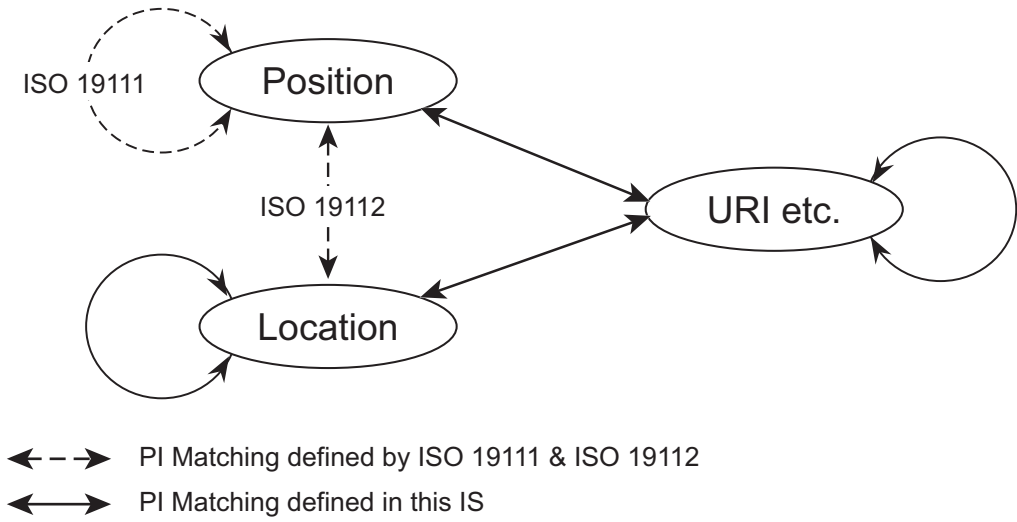 Position
ISO 19111
ISO 19112
URI etc.
Location
PI Matching defined by ISO 19111 & ISO 19112
PI Matching defined in this IS